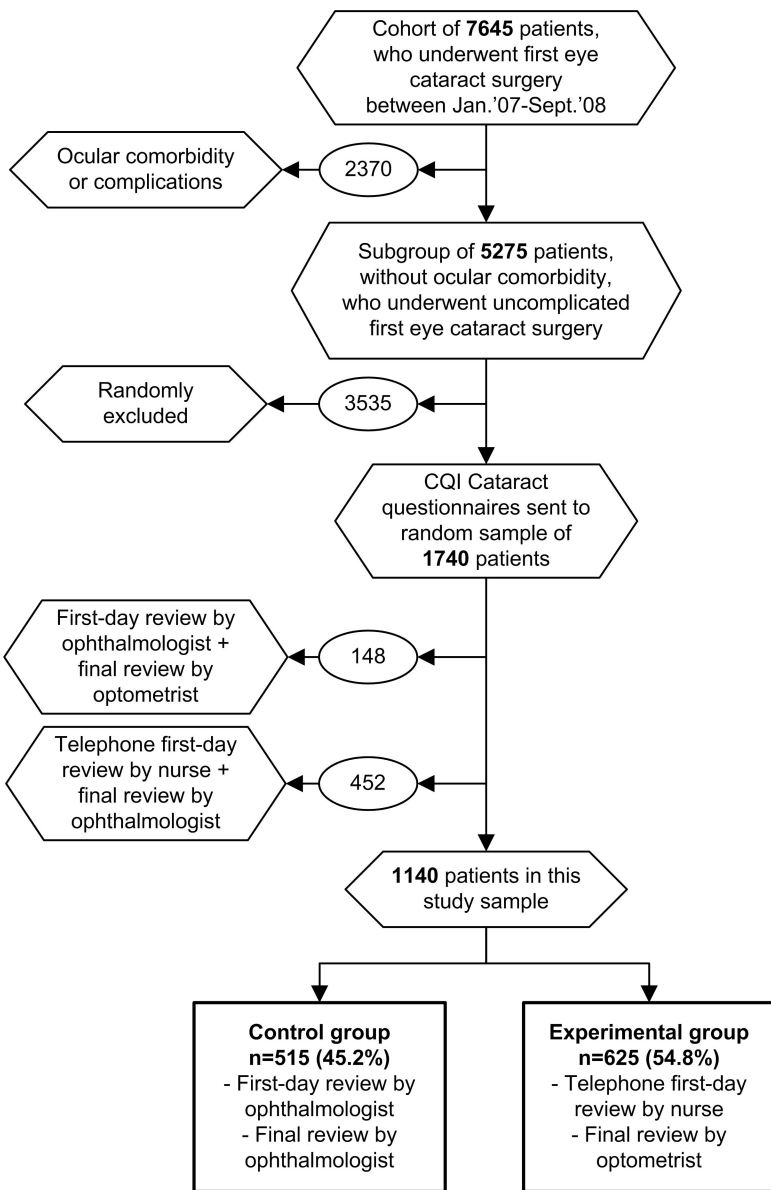 Cohort of 7645 patients,
who underwent first eye
cataract surgery
between Jan.'07-Sept.'08
Ocular comorbidity
or complications
2370
Subgroup of 5275 patients,
without ocular comorbidity,
who underwent uncomplicated
first eye cataract surgery
Randomly
excluded
3535
CQI Cataract
questionnaires sent to
random sample of
1740 patients
First-day review by
ophthalmologist +
final review by
optometrist
148
Telephone first-day
review by nurse +
final review by
ophthalmologist
452
1140 patients in this
study sample
Control group
n=515 (45.2%)
- First-day review by
ophthalmologist
- Final review by
ophthalmologist
Experimental group
n=625 (54.8%)
- Telephone first-day
review by nurse
- Final review by
optometrist